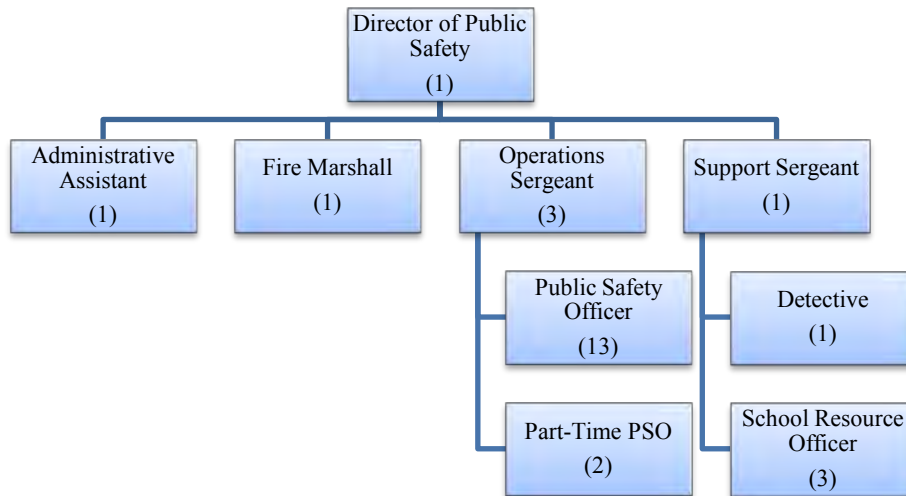 Director of Public
Safety
(1)
Administrative
Assistant
(1)
Fire Marshall
(1)
Operations
Sergeant
(3)
Support Sergeant
(1)
Public Safety
Officer
(13)
Detective
(1)
Part-Time PSO
(2)
School Resource
Officer
(3)